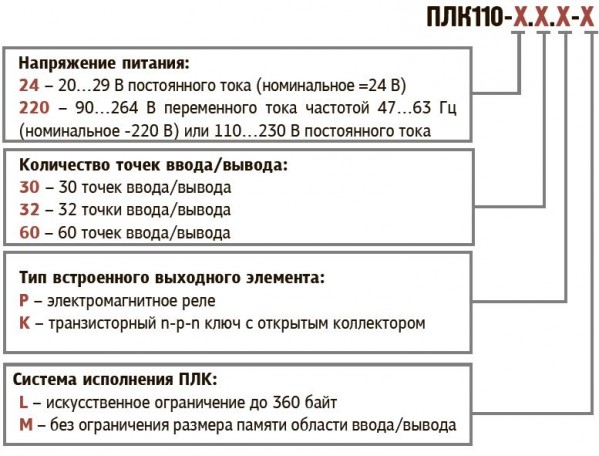 ПЛК110-X.X.X-X
Напряжение питания:
24 – 20...29 В постоянного тока (номинальное =24 В)
220 – 90...264 В переменного тока частотой 47...63 Гц
(номинальное -220 В) или 110...230 В постоянного тока
Количество точек ввода/вывода:
30 – 30 точек ввода/вывода
32 – 32 точки ввода/вывода
60 – 60 точек ввода/вывода
Тип встроенного выходного элемента:
Р – электромагнитное реле
К – транзисторный n-p-n ключ с открытым коллектором
Система исполнения ПЛК:
L – искусственное ограничение до 360 байт
M – без ограничения размера памяти области ввода/вывода